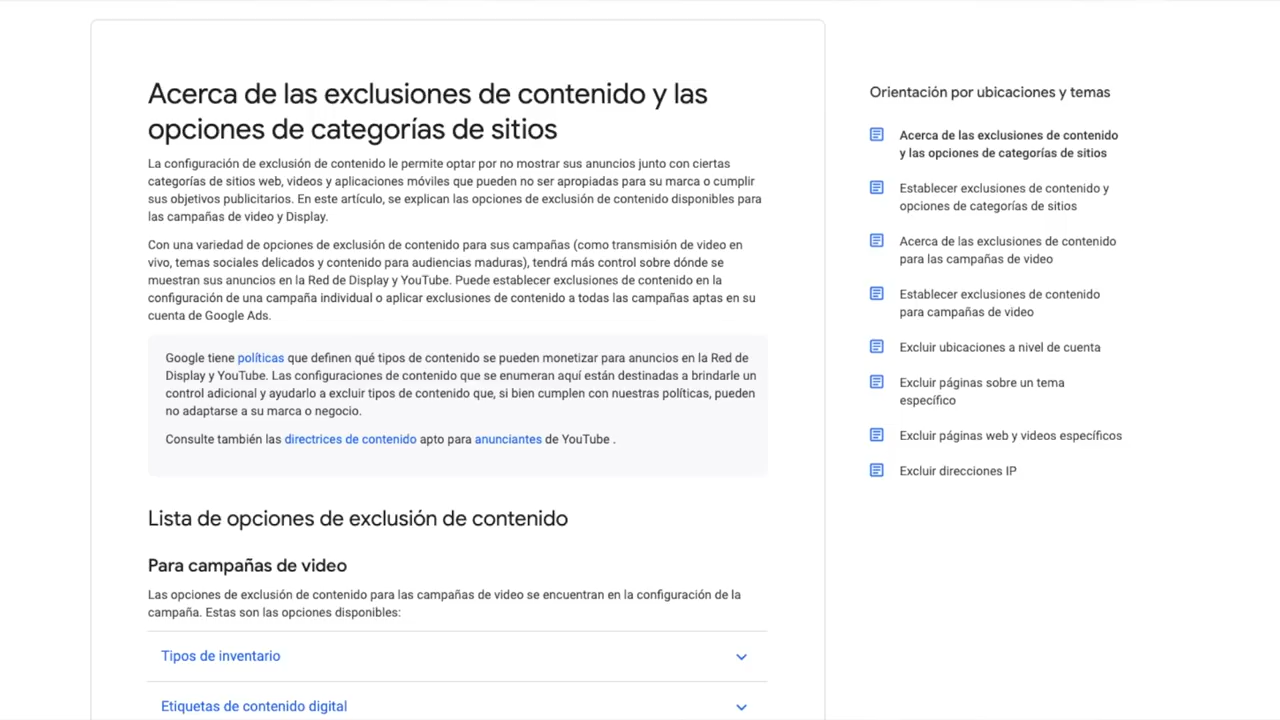 Acerca de las exclusiones de contenido y las
opciones de categorías de sitios
La configuración de exclusión de contenido le permite optar por no mostrar sus anuncios junto con ciertas
categorías de sitios web, videos y aplicaciones móviles que pueden no ser apropiadas para su marca o cumplir
sus objetivos publicitarios. En este artículo, se explican las opciones de exclusión de contenido disponibles para
las campañas de video y Display.
Con una variedad de opciones de exclusión de contenido para sus campañas (como transmisión de video en
vivo, temas sociales delicados y contenido para audiencias maduras), tendrá más control sobre dónde se
muestran sus anuncios en la Red de Display y YouTube. Puede establecer exclusiones de contenido en la
configuración de una campaña individual o aplicar exclusiones de contenido a todas las campañas aptas en su
cuenta de Google Ads.
Google tiene políticas que definen qué tipos de contenido se pueden monetizar para anuncios en la Red de
Display y YouTube. Las configuraciones de contenido que se enumeran aquí están destinadas a brindarle un
control adicional y ayudarlo a excluir tipos de contenido que, si bien cumplen con nuestras políticas, pueden
no adaptarse a su marca o negocio.
Consulte también las directrices de contenido apto para anunciantes de YouTube .
Lista de opciones de exclusión de contenido
Para campañas de video
Las opciones de exclusión de contenido para las campañas de video se encuentran en la configuración de la
campaña. Estas son las opciones disponibles:
Tipos de inventario
Etiquetas de contenido digital
Orientación por ubicaciones y temas
Acerca de las exclusiones de contenido
y las opciones de categorías de sitios
Establecer exclusiones de contenido y
opciones de categorías de sitios
Acerca de las exclusiones de contenido
para las campañas de video
Establecer exclusiones de contenido
para campañas de video
Excluir ubicaciones a nivel de cuenta
Excluir páginas sobre un tema
específico
Excluir páginas web y videos específicos
Excluir direcciones IP